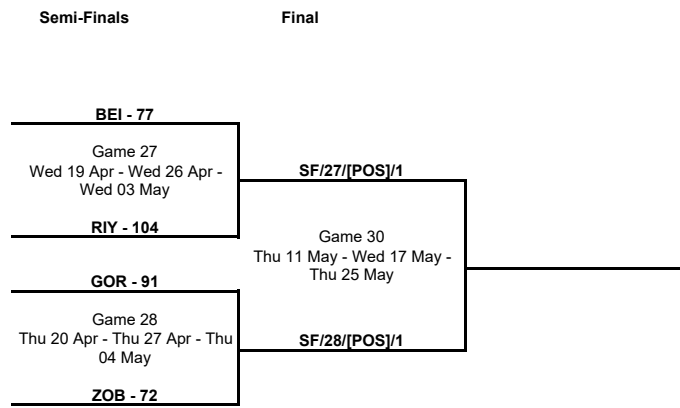 Semi-Finals
Final
BEI - 77
Game 27
Wed 19 Apr - Wed 26 Apr -
Wed 03 May
SF/27/[POS]/1
RIY - 104
Game 30
Thu 11 May - Wed 17 May -
Thu 25 May
GOR - 91
Game 28
Thu 20 Apr - Thu 27 Apr - Thu
04 May
SF/28/[POS]/1
ZOB - 72